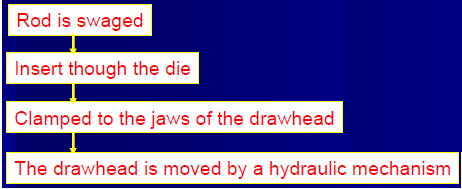 Rod is swaged
Insert though the die
Clamped to the jaws of the drawhead
The drawhead is moved by a hydraulic mechanism